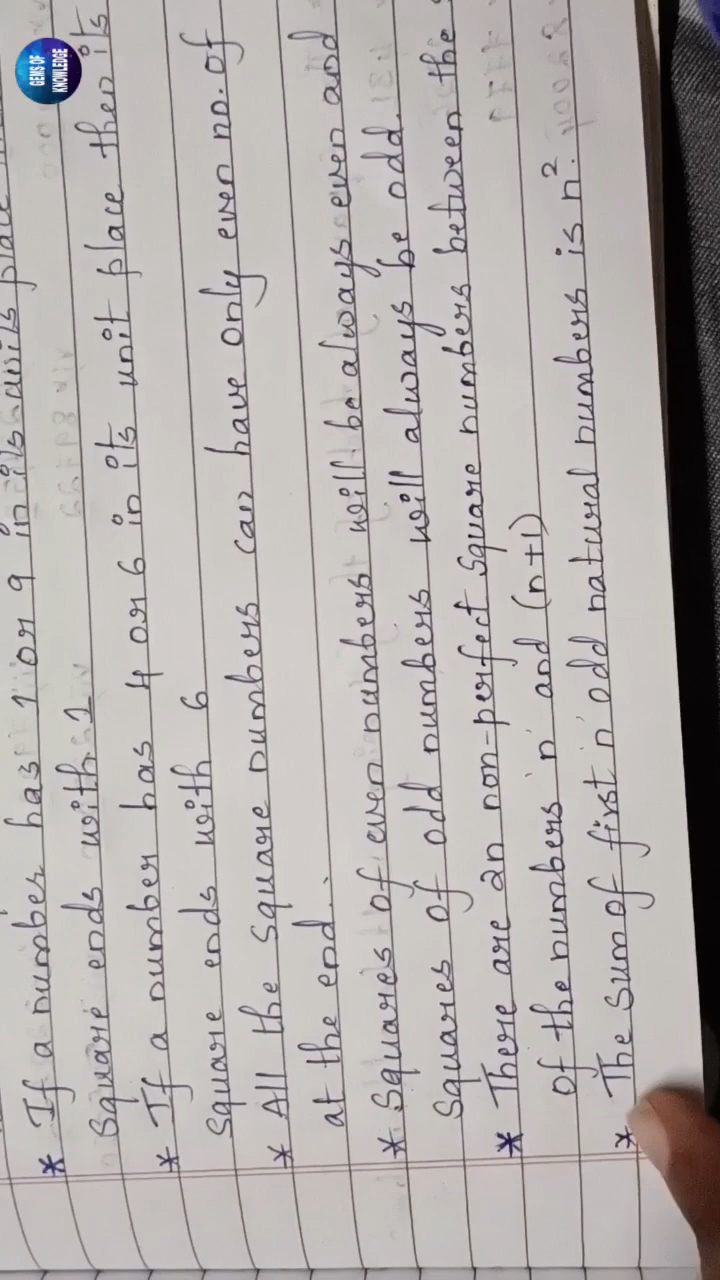 GEMS OF
KNOWLEDGE
* If a number has 1 or 9 in its units place
square ends with 1
* If a number has 4 or 6 in its unit place then its
square ends with 6
* All the square numbers can have only even no. of
at the end.
* Squares of even numbers will be always even and
squares of odd numbers will always be odd.
* There are 2n non-perfect square numbers between the
of the numbers 'n' and (n+1)
* The sum of first 'n' odd natural numbers is n².